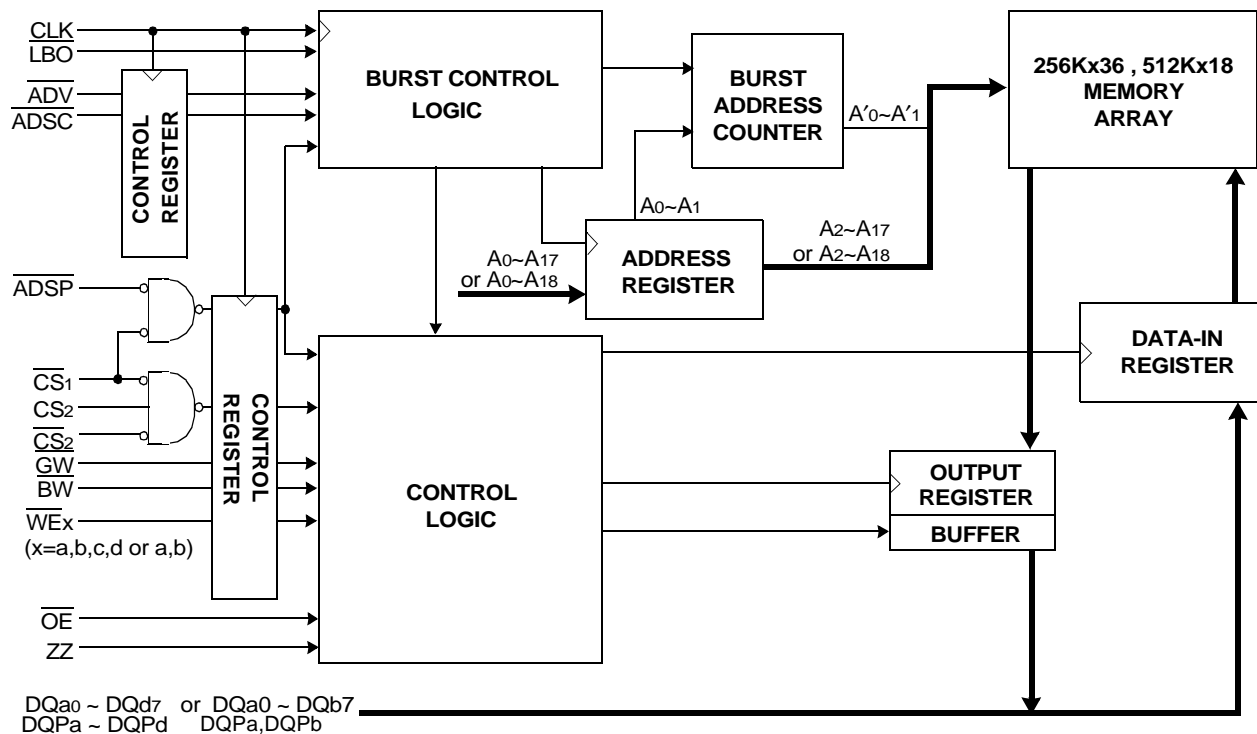 CLK
LBO
ADV
ADSC
CONTROL
REGISTER
BURST CONTROL
LOGIC
BURST
ADDRESS
COUNTER
A′0~A′1
256Kx36 , 512Kx18
MEMORY
ARRAY
A0~A1
A0~A17
or A0~A18
ADDRESS
REGISTER
A2~A17
or A2~A18
ADSP
CS1
CS2
CS2
GW
BW
WEx
(x=a,b,c,d or a,b)
CONTROL
REGISTER
CONTROL
LOGIC
DATA-IN
REGISTER
OUTPUT
REGISTER
BUFFER
OE
ZZ
DQa0 ~ DQd7 or DQa0 ~ DQb7
DQPa ~ DQPd DQPa,DQPb